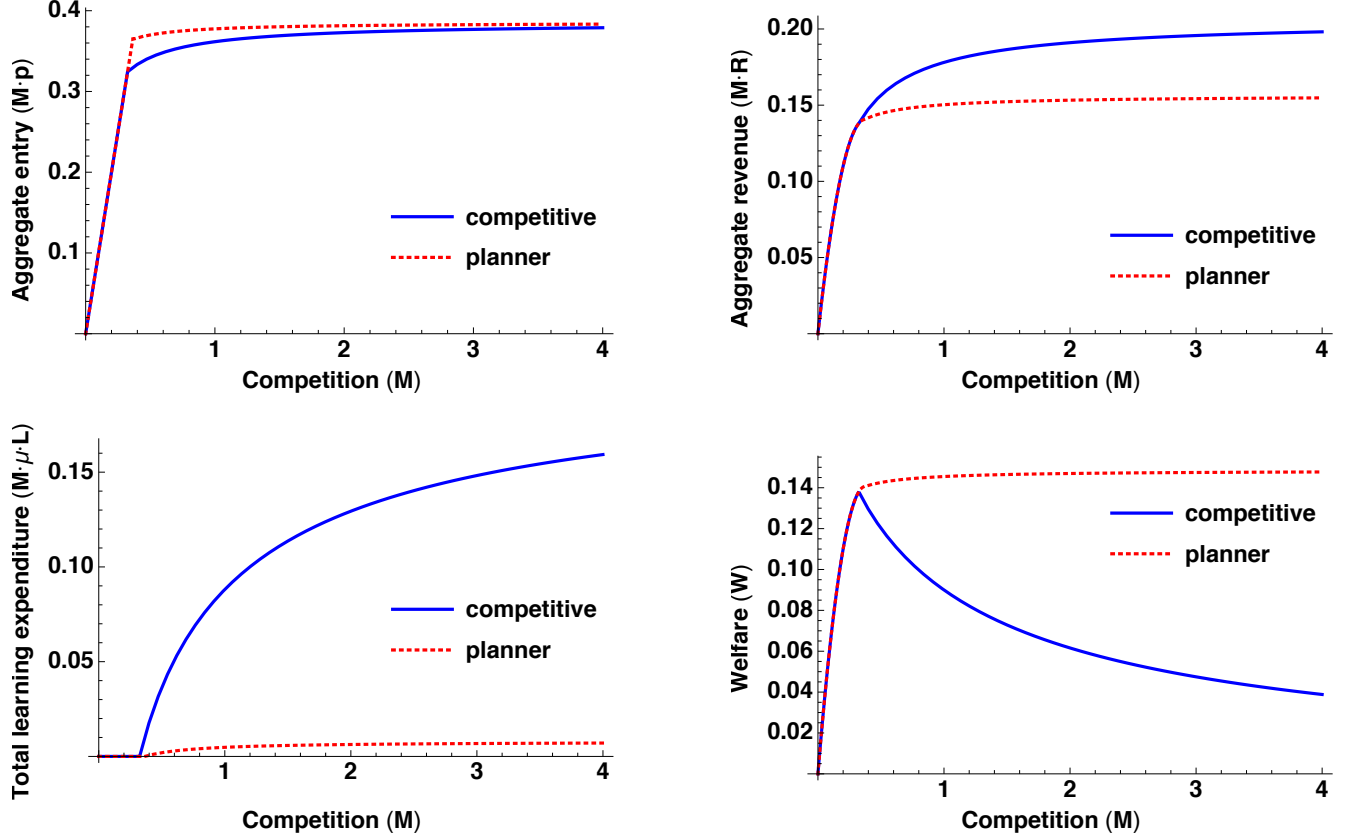 Aggregate entry (M·p)
0.4
0.3
0.2
0.1
competitive
planner
1 2 3 4
Competition (M)
Aggregate revenue (M·R)
0.20
0.15
0.10
0.05
competitive
planner
1 2 3 4
Competition (M)
Total learning expenditure (M·μ·L)
0.15
0.10
0.05
competitive
planner
1 2 3 4
Competition (M)
Welfare (W)
0.14
0.12
0.10
0.08
0.06
0.04
0.02
competitive
planner
1 2 3 4
Competition (M)